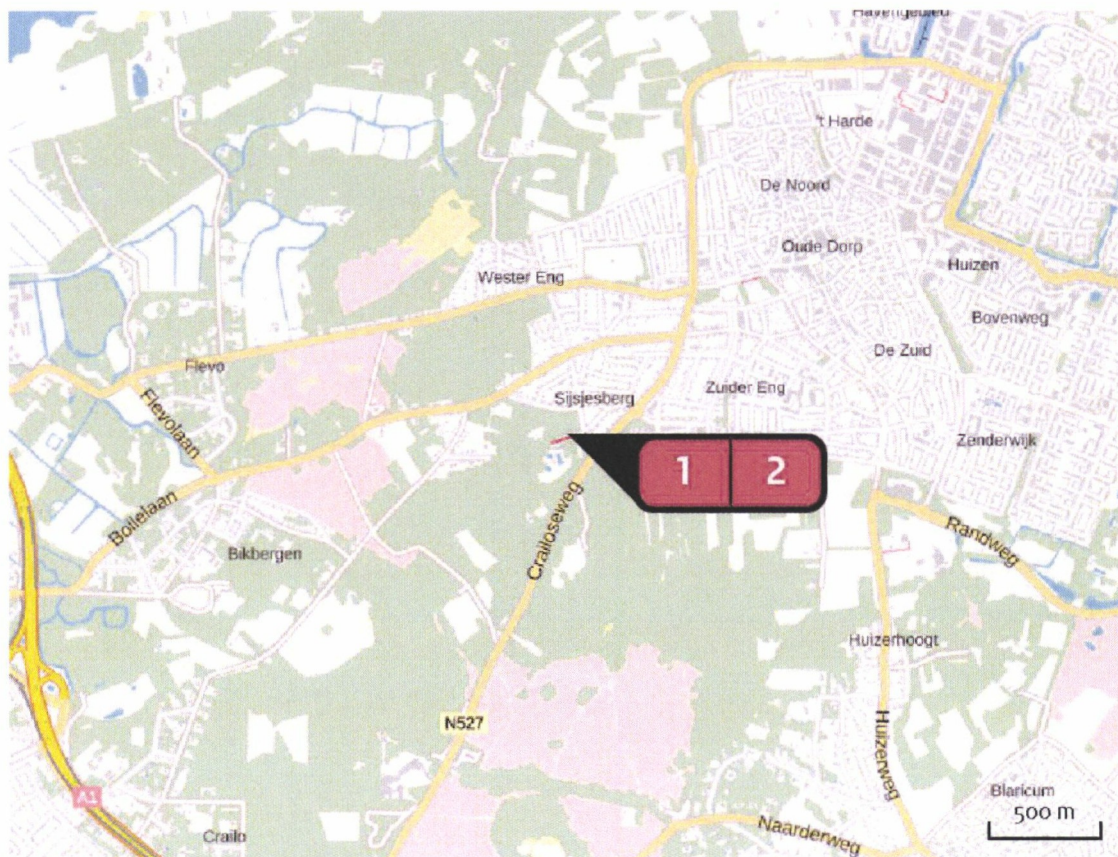 Havengebied
't Harde
De Noord
Oude Dorp
Huizen
Wester Eng
Bovenweg
De Zuid
Flevo
Zuider Eng
Sijsjesberg
Flevolaan
Zenderwijk
1 2
Bollelaan
Crailoseweg
Randweg
Bikbergen
Huizerhoogt
N527
Huizerweg
A1
Blaricum
500 m
Naarderweg
Crailo